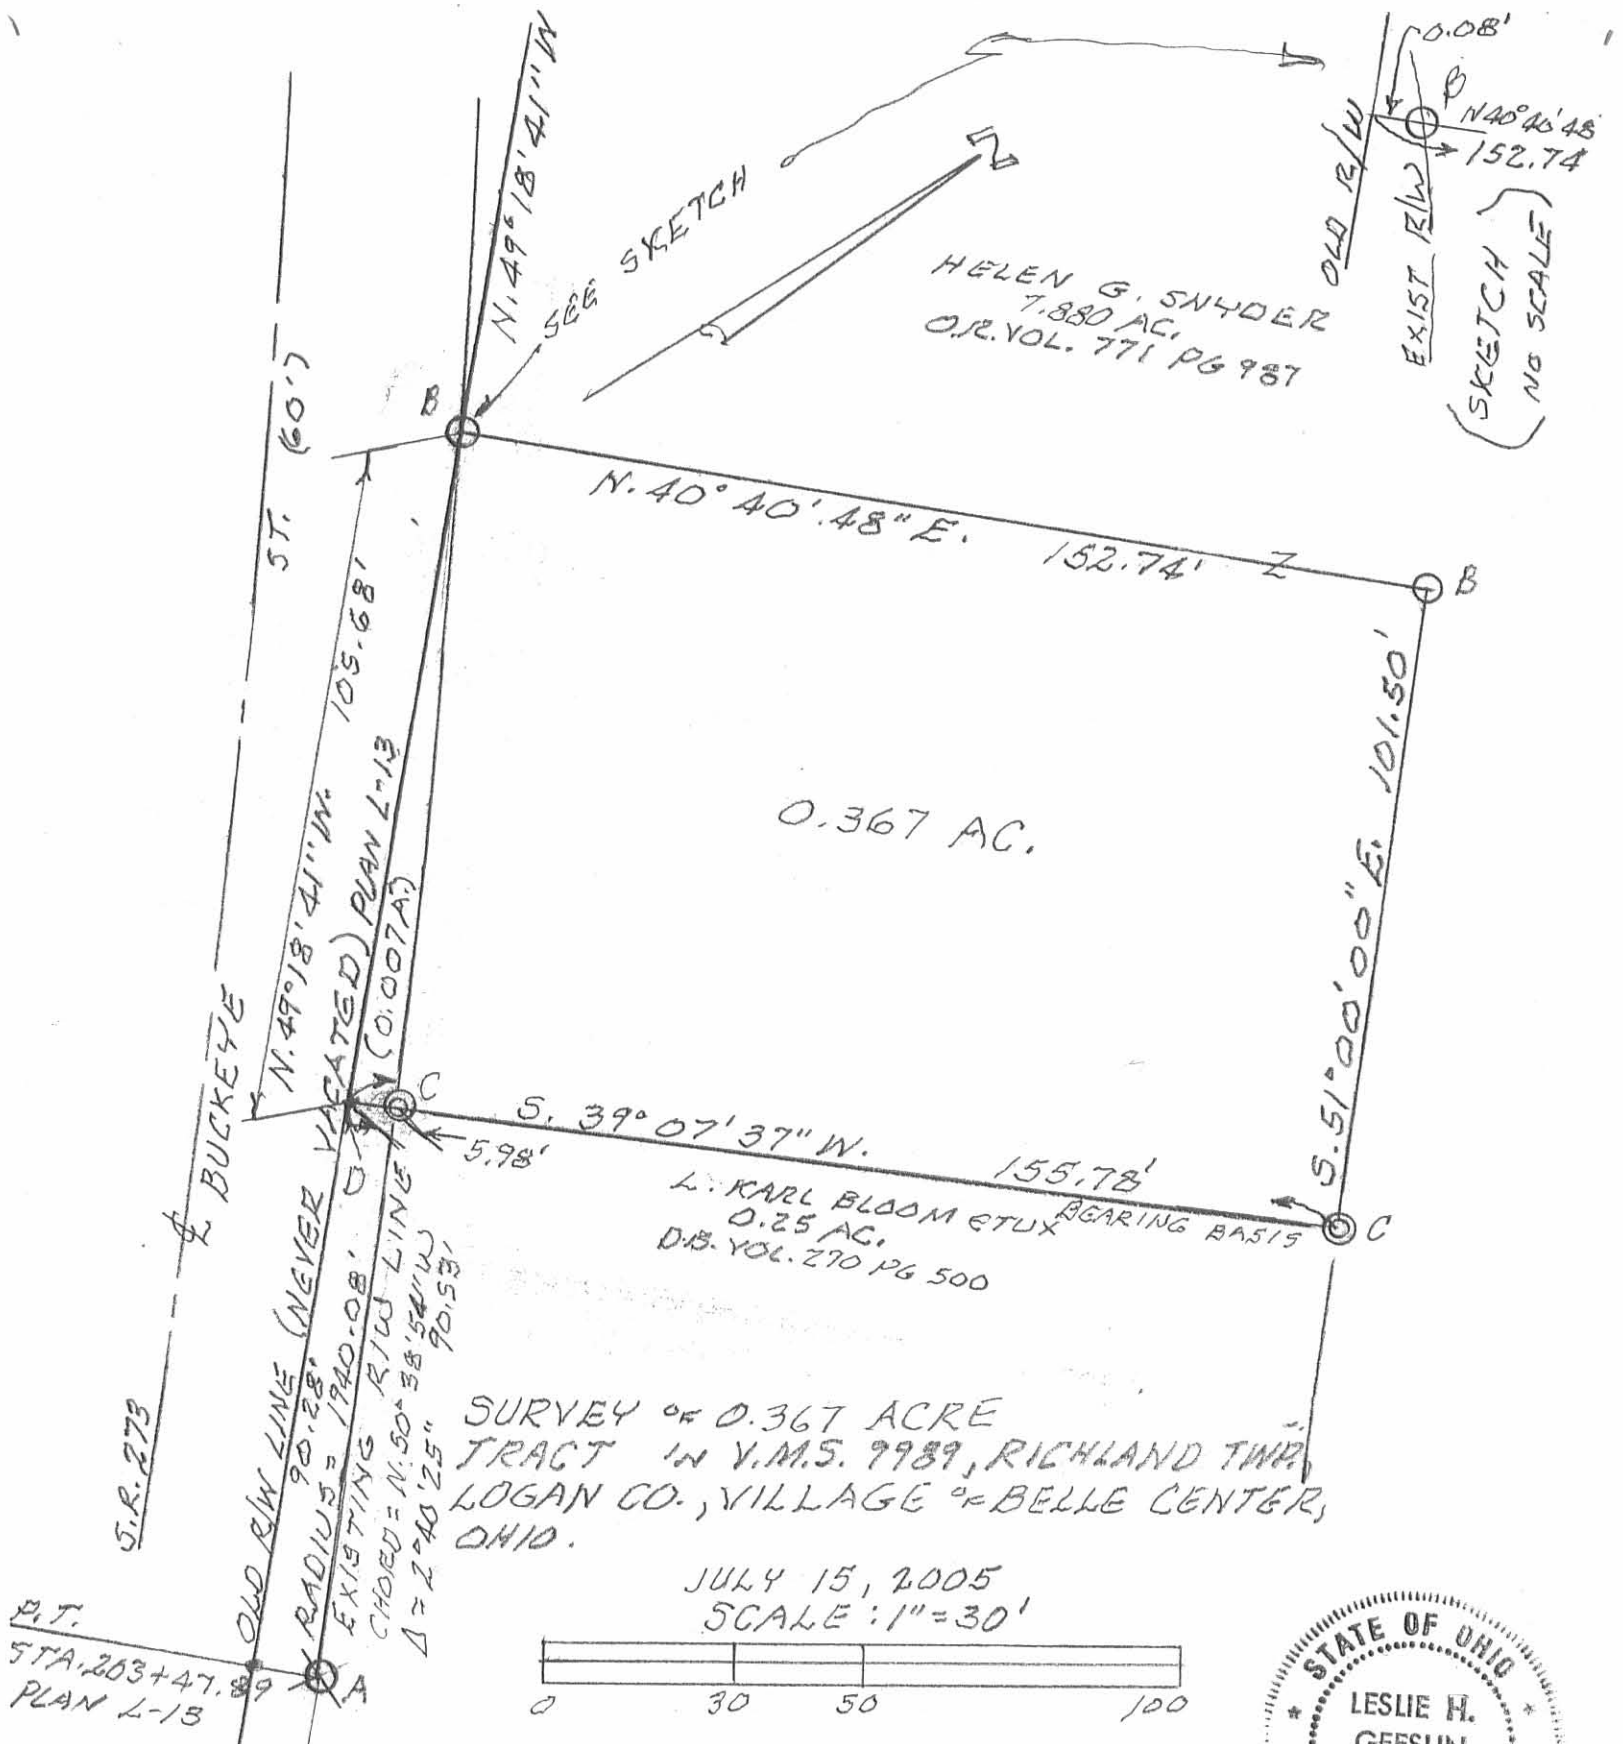 0.08'
B
N40°40'48
152.74
OLD R/W
EXIST R/W
(SKETCH
NO SCALE)
N. 49° 18' 41" W
SEE SKETCH
HELEN G. SNYDER
7.880 AC.
O.R. VOL. 771 PG 987
B
N. 40° 40'. 48" E. 152.74'
B
S. 51° 00' 00" E. 101.50'
0.367 AC.
N. 49° 18' 41" W. 105.68'
(0.007A)
C
5.98'
D
S. 39° 07' 37" W. 155.78'
BEARING BASIS
C
L. KARL BLOOM ETUX
0.25 AC.
D.B. VOL. 270 PG 500
S.R. 273
℄ BUCKEYE ST. (60')
OLD R/W LINE (NEVER VACATED) PLAN L-13
90.28'
RADIUS = 1940.08'
EXISTING R/W LINE
CHORD = N. 50° 38' 54" W
90.53'
Δ = 2° 40' 25"
SURVEY OF 0.367 ACRE
TRACT IN V.M.S. 9989, RICHLAND TWP.,
LOGAN CO., VILLAGE OF BELLE CENTER,
OHIO.
JULY 15, 2005
SCALE: 1" = 30'
0 30 50 100
P.T.
STA. 263+47.89
PLAN L-13
A
STATE OF OHIO
LESLIE H.